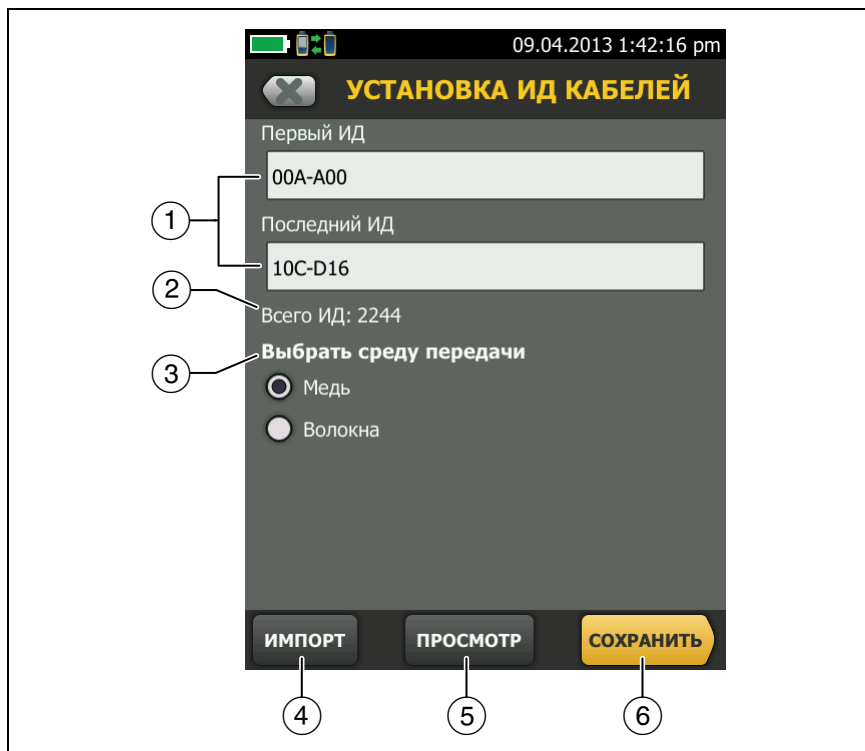 09.04.2013 1:42:16 pm
УСТАНОВКА ИД КАБЕЛЕЙ
Первый ИД
00A-A00
1
Последний ИД
10C-D16
2
Всего ИД: 2244
3
Выбрать среду передачи
Медь
Волокна
ИМПОРТ ПРОСМОТР СОХРАНИТЬ
4 5 6